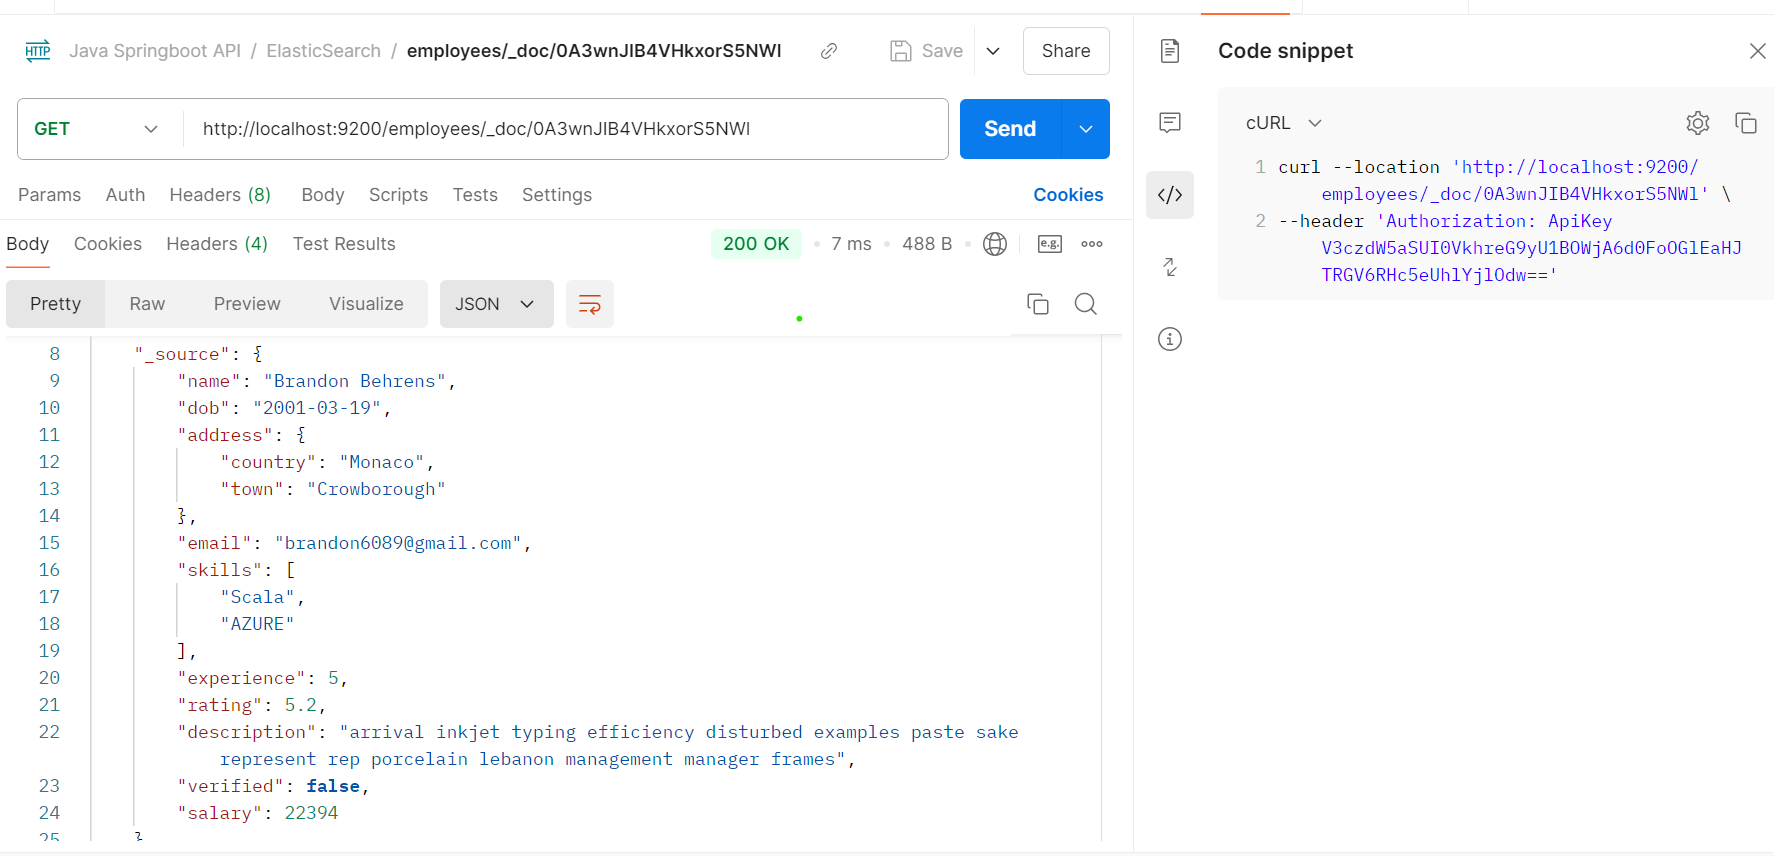 HTTP Java Springboot API / ElasticSearch / employees/_doc/0A3wnJIB4VHkxorS5NWl Save Share
GET http://localhost:9200/employees/_doc/0A3wnJIB4VHkxorS5NWl Send
Params Auth Headers (8) Body Scripts Tests Settings Cookies
Body Cookies Headers (4) Test Results 200 OK 7 ms 488 B e.g.
Pretty Raw Preview Visualize JSON
8 "_source": {
9 "name": "Brandon Behrens",
10 "dob": "2001-03-19",
11 "address": {
12 "country": "Monaco",
13 "town": "Crowborough"
14 },
15 "email": "brandon6089@gmail.com",
16 "skills": [
17 "Scala",
18 "AZURE"
19 ],
20 "experience": 5,
21 "rating": 5.2,
22 "description": "arrival inkjet typing efficiency disturbed examples paste sake
represent rep porcelain lebanon management manager frames",
23 "verified": false,
24 "salary": 22394
25 }
Code snippet
cURL
1 curl --location 'http://localhost:9200/
employees/_doc/0A3wnJIB4VHkxorS5NWl' \
2 --header 'Authorization: ApiKey
V3czdW5aSUI0VkhreG9yU1BOWjA6d0FoOGlEaHJ
TRGV6RHc5eUhlYjlOdw=='